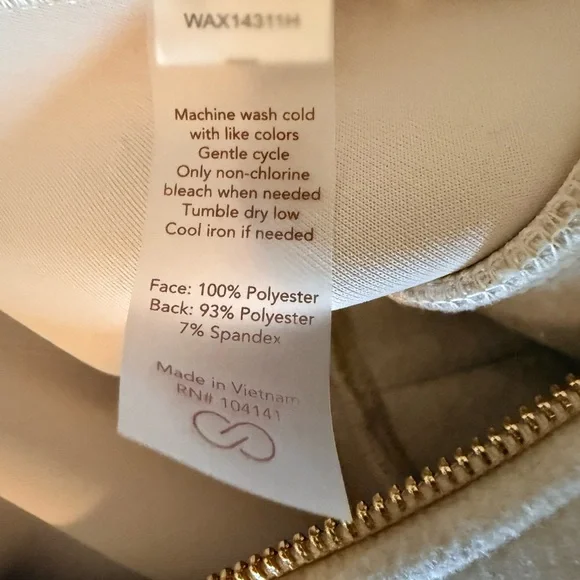 WAX14311H
Machine wash cold
with like colors
Gentle cycle
Only non-chlorine
bleach when needed
Tumble dry low
Cool iron if needed
Face: 100% Polyester
Back: 93% Polyester
7% Spandex
Made in Vietnam
RN# 104141